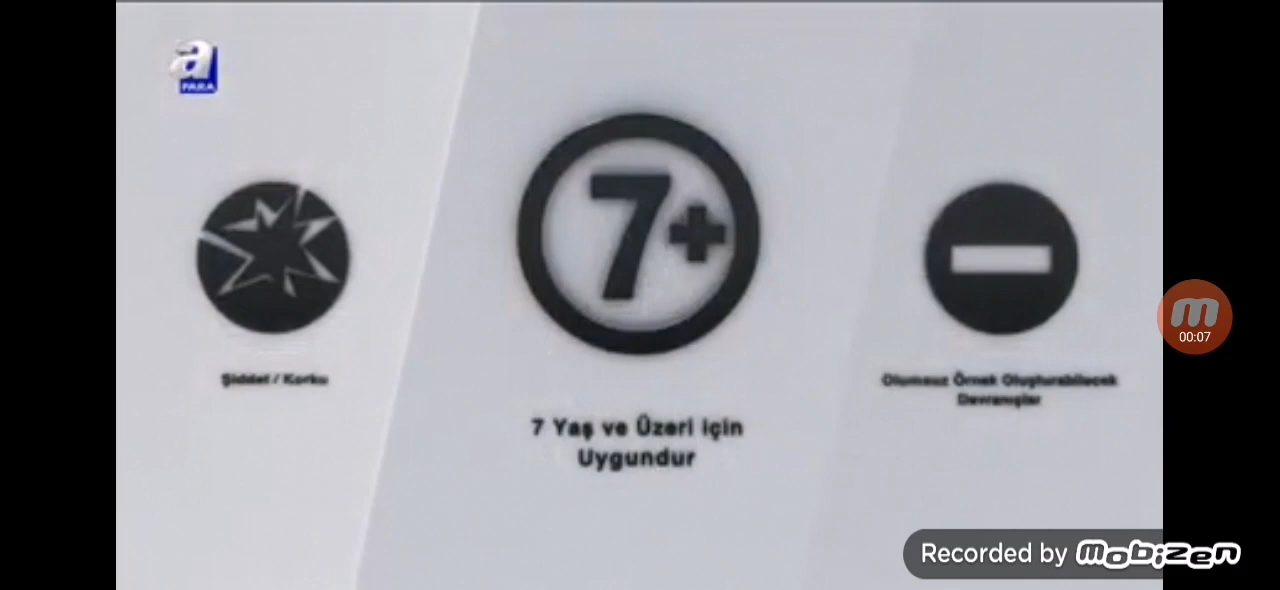 a
PARA
7+
Şiddet / Korku
7 Yaş ve Üzeri için
Uygundur
Olumsuz Örnek Oluşturabilecek
Davranışlar
00:07
Recorded by mobizen